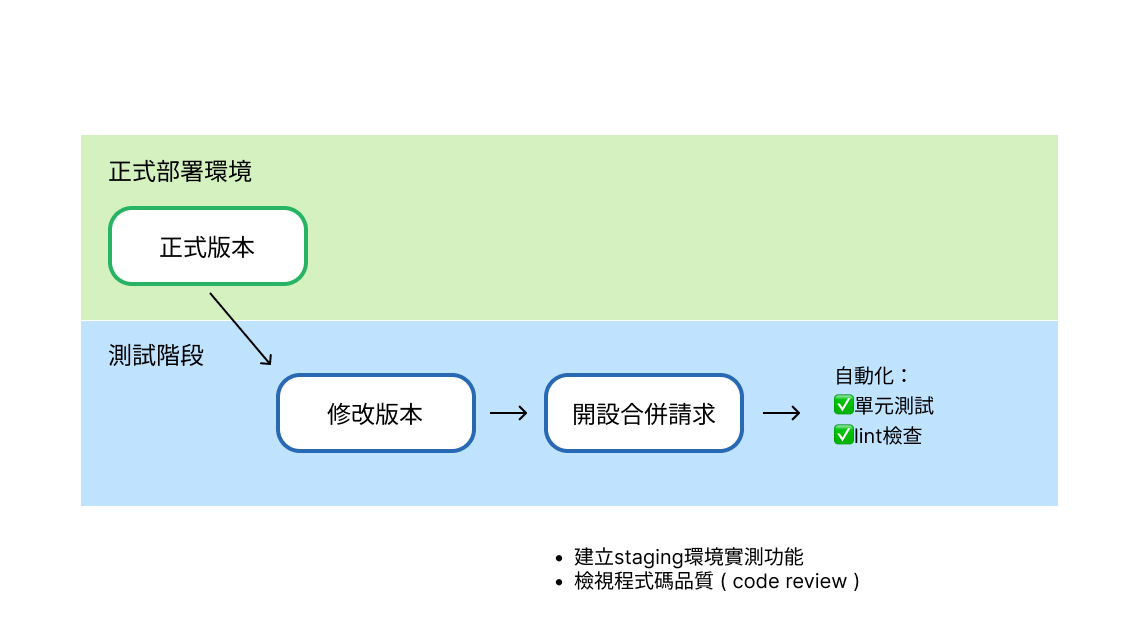 正式部署環境
正式版本
測試階段
修改版本
開設合併請求
自動化：
✅單元測試
✅lint檢查
• 建立staging環境實測功能
• 檢視程式碼品質 ( code review )